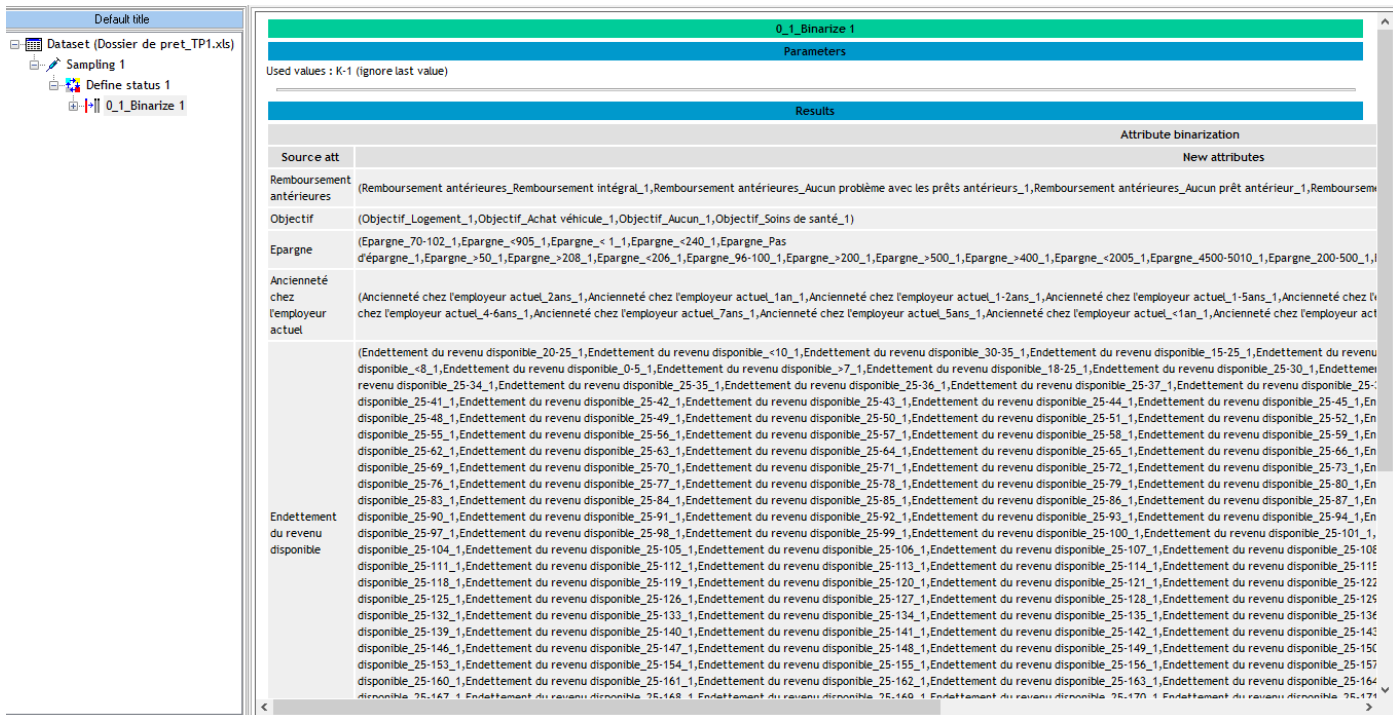 Default title
Dataset (Dossier de pret_TP1.xls)
Sampling 1
Define status 1
0_1_Binarize 1
0_1_Binarize 1
Parameters
Used values : K-1 (ignore last value)
Results
Attribute binarization
Source att New attributes
Remboursement
antérieures
(Remboursement antérieures_Remboursement intégral_1,Remboursement antérieures_Aucun problème avec les prêts antérieurs_1,Remboursement antérieures_Aucun prêt antérieur_1,Rembourseme
Objectif
(Objectif_Logement_1,Objectif_Achat véhicule_1,Objectif_Aucun_1,Objectif_Soins de santé_1)
Epargne
(Epargne_70-102_1,Epargne_<905_1,Epargne_< 1_1,Epargne_<240_1,Epargne_Pas
d'épargne_1,Epargne_>50_1,Epargne_>208_1,Epargne_<206_1,Epargne_96-100_1,Epargne_>200_1,Epargne_>500_1,Epargne_>400_1,Epargne_<2005_1,Epargne_4500-5010_1,Epargne_200-500_1,
Ancienneté
chez
l'employeur
actuel
(Ancienneté chez l'employeur actuel_2ans_1,Ancienneté chez l'employeur actuel_1an_1,Ancienneté chez l'employeur actuel_1-2ans_1,Ancienneté chez l'employeur actuel_1-5ans_1,Ancienneté chez l'e
chez l'employeur actuel_4-6ans_1,Ancienneté chez l'employeur actuel_7ans_1,Ancienneté chez l'employeur actuel_5ans_1,Ancienneté chez l'employeur actuel_<1an_1,Ancienneté chez l'employeur act
Endettement
du revenu
disponible
(Endettement du revenu disponible_20-25_1,Endettement du revenu disponible_<10_1,Endettement du revenu disponible_30-35_1,Endettement du revenu disponible_15-25_1,Endettement du revenu
disponible_<8_1,Endettement du revenu disponible_0-5_1,Endettement du revenu disponible_>7_1,Endettement du revenu disponible_18-25_1,Endettement du revenu disponible_25-30_1,Endettemer
revenu disponible_25-34_1,Endettement du revenu disponible_25-35_1,Endettement du revenu disponible_25-36_1,Endettement du revenu disponible_25-37_1,Endettement du revenu disponible_25-
disponible_25-41_1,Endettement du revenu disponible_25-42_1,Endettement du revenu disponible_25-43_1,Endettement du revenu disponible_25-44_1,Endettement du revenu disponible_25-45_1,En
disponible_25-48_1,Endettement du revenu disponible_25-49_1,Endettement du revenu disponible_25-50_1,Endettement du revenu disponible_25-51_1,Endettement du revenu disponible_25-52_1,En
disponible_25-55_1,Endettement du revenu disponible_25-56_1,Endettement du revenu disponible_25-57_1,Endettement du revenu disponible_25-58_1,Endettement du revenu disponible_25-59_1,En
disponible_25-62_1,Endettement du revenu disponible_25-63_1,Endettement du revenu disponible_25-64_1,Endettement du revenu disponible_25-65_1,Endettement du revenu disponible_25-66_1,En
disponible_25-69_1,Endettement du revenu disponible_25-70_1,Endettement du revenu disponible_25-71_1,Endettement du revenu disponible_25-72_1,Endettement du revenu disponible_25-73_1,En
disponible_25-76_1,Endettement du revenu disponible_25-77_1,Endettement du revenu disponible_25-78_1,Endettement du revenu disponible_25-79_1,Endettement du revenu disponible_25-80_1,En
disponible_25-83_1,Endettement du revenu disponible_25-84_1,Endettement du revenu disponible_25-85_1,Endettement du revenu disponible_25-86_1,Endettement du revenu disponible_25-87_1,En
disponible_25-90_1,Endettement du revenu disponible_25-91_1,Endettement du revenu disponible_25-92_1,Endettement du revenu disponible_25-93_1,Endettement du revenu disponible_25-94_1,En
disponible_25-97_1,Endettement du revenu disponible_25-98_1,Endettement du revenu disponible_25-99_1,Endettement du revenu disponible_25-100_1,Endettement du revenu disponible_25-101_1,
disponible_25-104_1,Endettement du revenu disponible_25-105_1,Endettement du revenu disponible_25-106_1,Endettement du revenu disponible_25-107_1,Endettement du revenu disponible_25-108
disponible_25-111_1,Endettement du revenu disponible_25-112_1,Endettement du revenu disponible_25-113_1,Endettement du revenu disponible_25-114_1,Endettement du revenu disponible_25-115
disponible_25-118_1,Endettement du revenu disponible_25-119_1,Endettement du revenu disponible_25-120_1,Endettement du revenu disponible_25-121_1,Endettement du revenu disponible_25-122
disponible_25-125_1,Endettement du revenu disponible_25-126_1,Endettement du revenu disponible_25-127_1,Endettement du revenu disponible_25-128_1,Endettement du revenu disponible_25-129
disponible_25-132_1,Endettement du revenu disponible_25-133_1,Endettement du revenu disponible_25-134_1,Endettement du revenu disponible_25-135_1,Endettement du revenu disponible_25-136
disponible_25-139_1,Endettement du revenu disponible_25-140_1,Endettement du revenu disponible_25-141_1,Endettement du revenu disponible_25-142_1,Endettement du revenu disponible_25-143
disponible_25-146_1,Endettement du revenu disponible_25-147_1,Endettement du revenu disponible_25-148_1,Endettement du revenu disponible_25-149_1,Endettement du revenu disponible_25-150
disponible_25-153_1,Endettement du revenu disponible_25-154_1,Endettement du revenu disponible_25-155_1,Endettement du revenu disponible_25-156_1,Endettement du revenu disponible_25-157
disponible_25-160_1,Endettement du revenu disponible_25-161_1,Endettement du revenu disponible_25-162_1,Endettement du revenu disponible_25-163_1,Endettement du revenu disponible_25-164
disponible_25-167_1,Endettement du revenu disponible_25-168_1,Endettement du revenu disponible_25-169_1,Endettement du revenu disponible_25-170_1,Endettement du revenu disponible_25-171